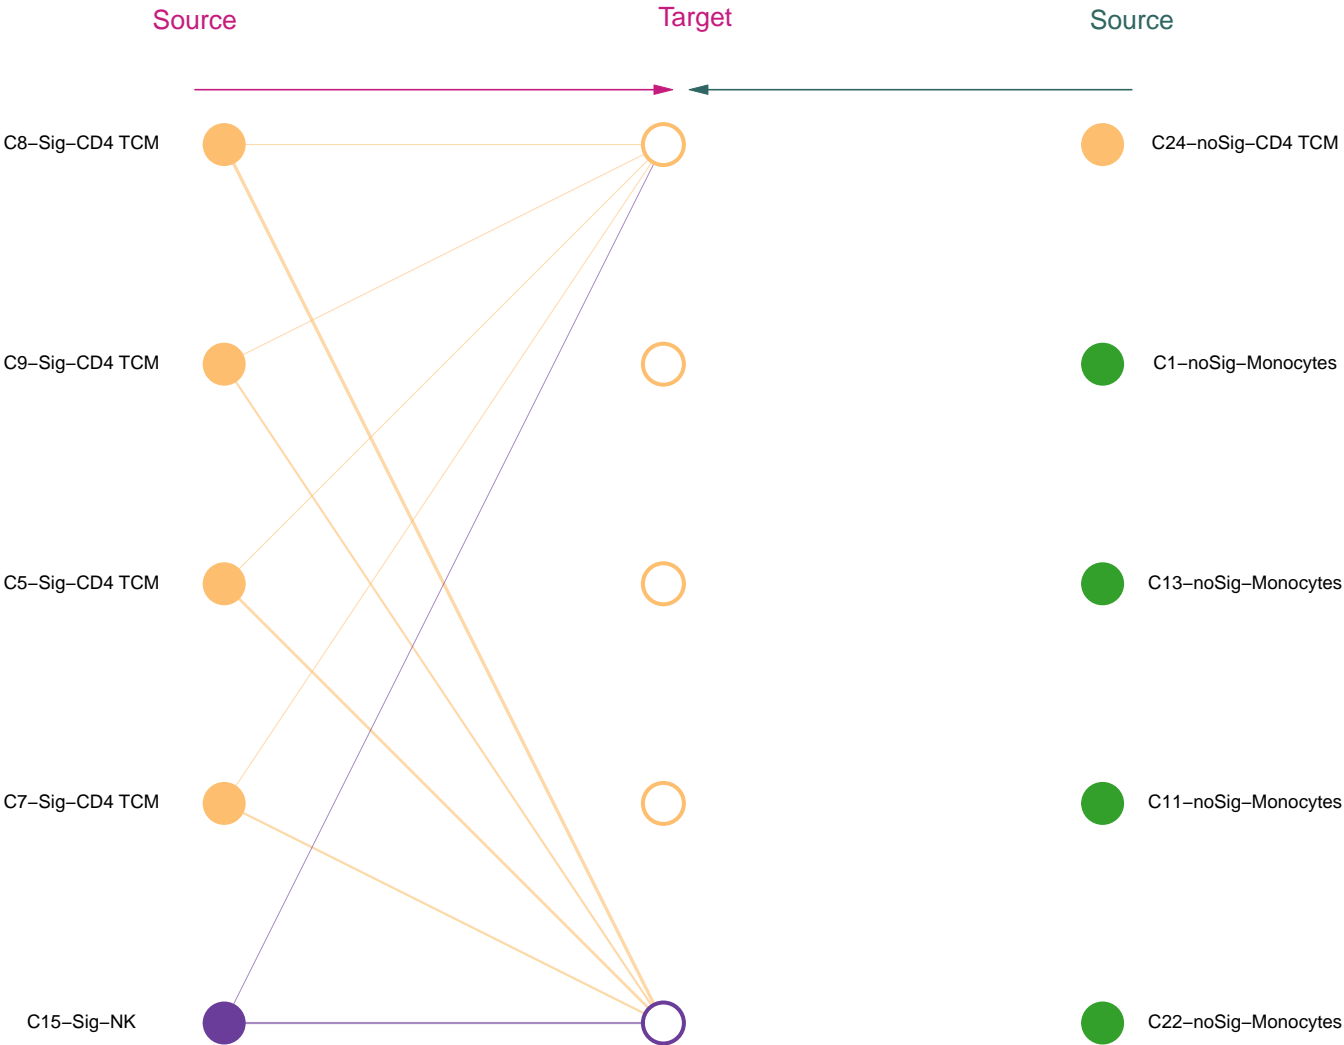 Source
Target
Source
C8−Sig−CD4 TCM
C24−noSig−CD4 TCM
C9−Sig−CD4 TCM
C1−noSig−Monocytes
C5−Sig−CD4 TCM
C13−noSig−Monocytes
C7−Sig−CD4 TCM
C11−noSig−Monocytes
C15−Sig−NK
C22−noSig−Monocytes